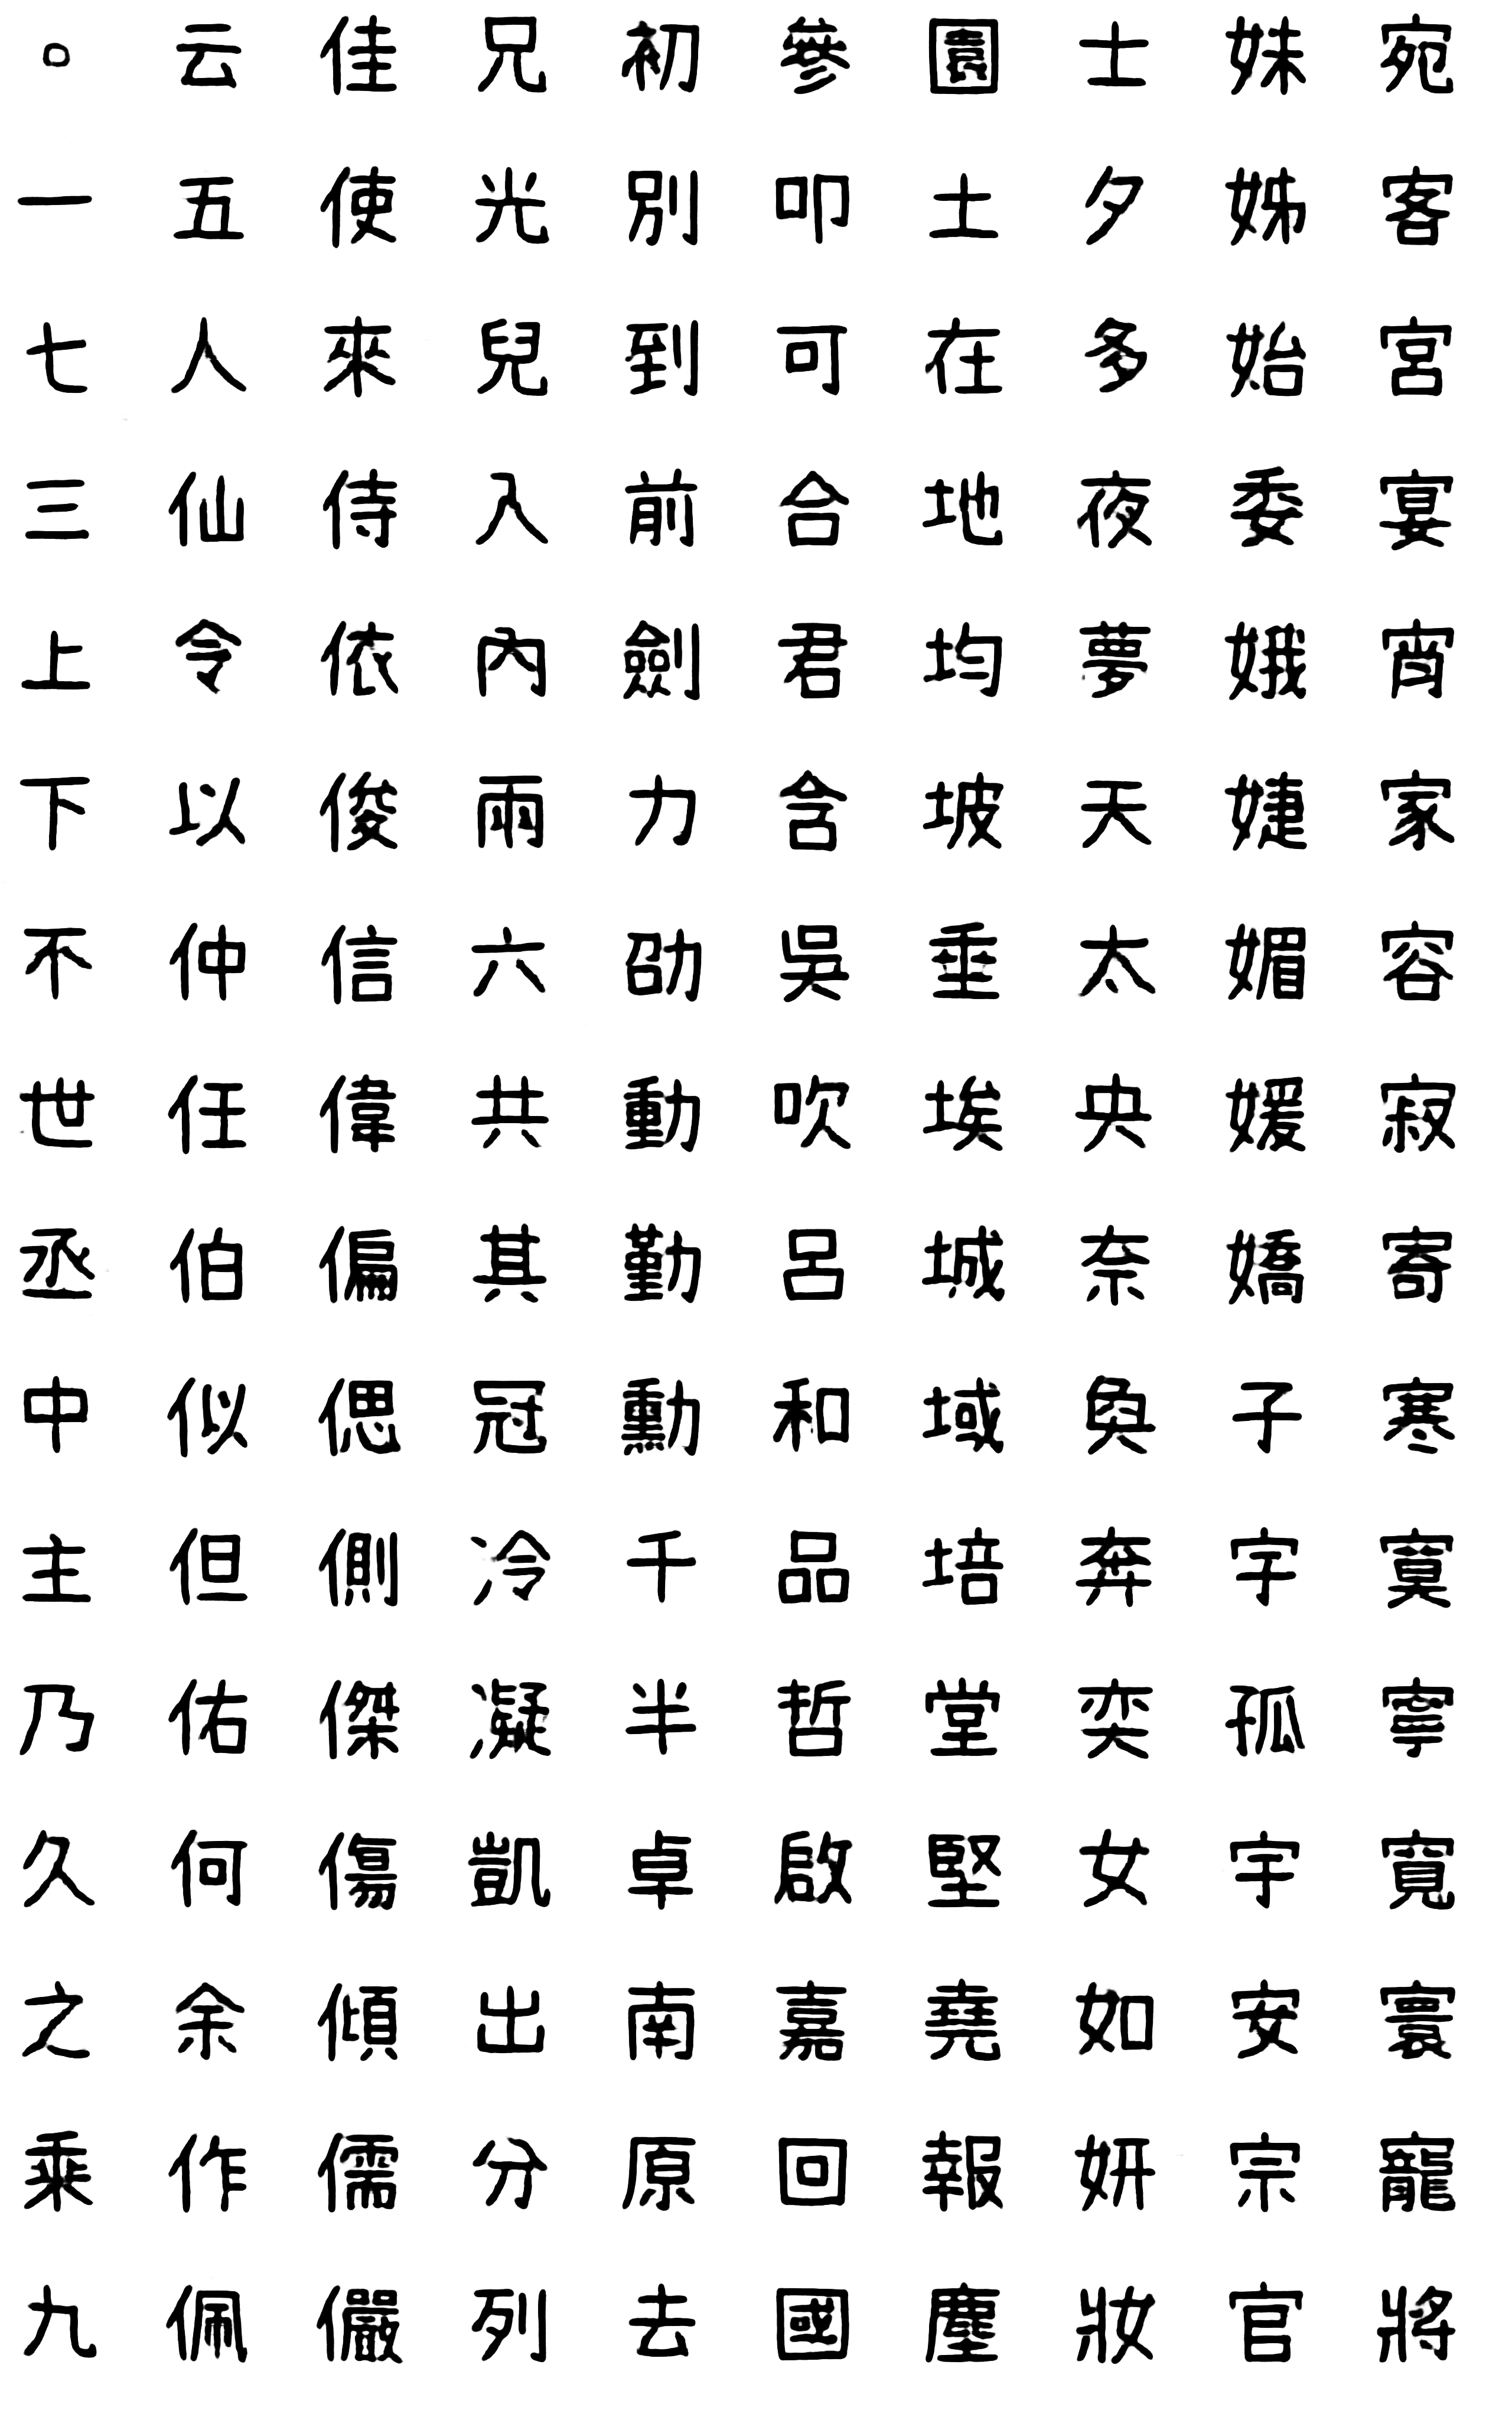 。一七三上下不世丞中主乃久之乘九
云五人仙令以仲任伯似但佑何余作佩
佳使來侍依俊信偉偏偲側傑傷傾儒儼
兄光兒入內兩六共其冠冷凝凱出分列
初別到前劍力劭動勤勳千半卓南原去
參叩可合君含吳吹呂和品哲啟嘉回國
園土在地均坡垂埃城域培堂堅堯報塵
士夕多夜夢天太央奈奐奔奕女如妍妝
妹姝始委娥婕媚媛嬌子字孤宇安宗官
宛客宮宴宵家容寂寄寒寞寧寬寰寵將